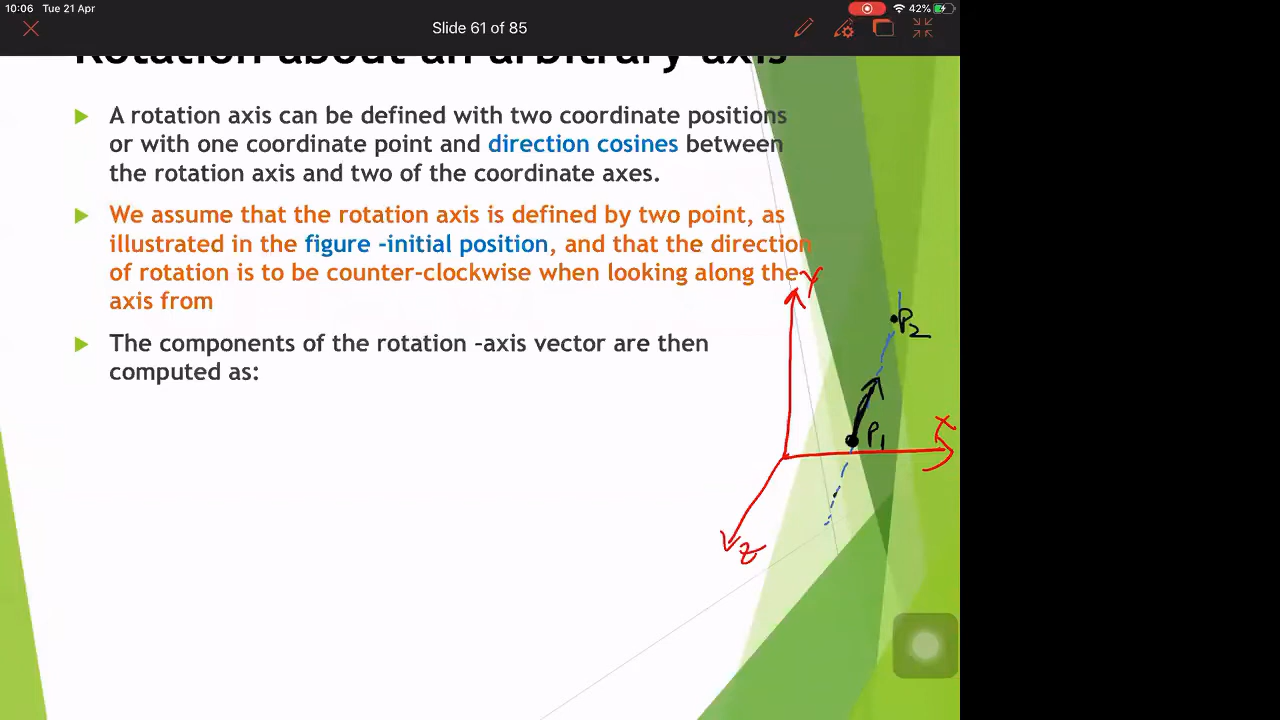 10:06 Tue 21 Apr
42%
Slide 61 of 85
Rotation about an arbitrary axis
A rotation axis can be defined with two coordinate positions
or with one coordinate point and direction cosines between
the rotation axis and two of the coordinate axes.
We assume that the rotation axis is defined by two point, as
illustrated in the figure -initial position, and that the direction
of rotation is to be counter-clockwise when looking along the
axis from
The components of the rotation -axis vector are then
computed as:
Y
P2
X
P1
z